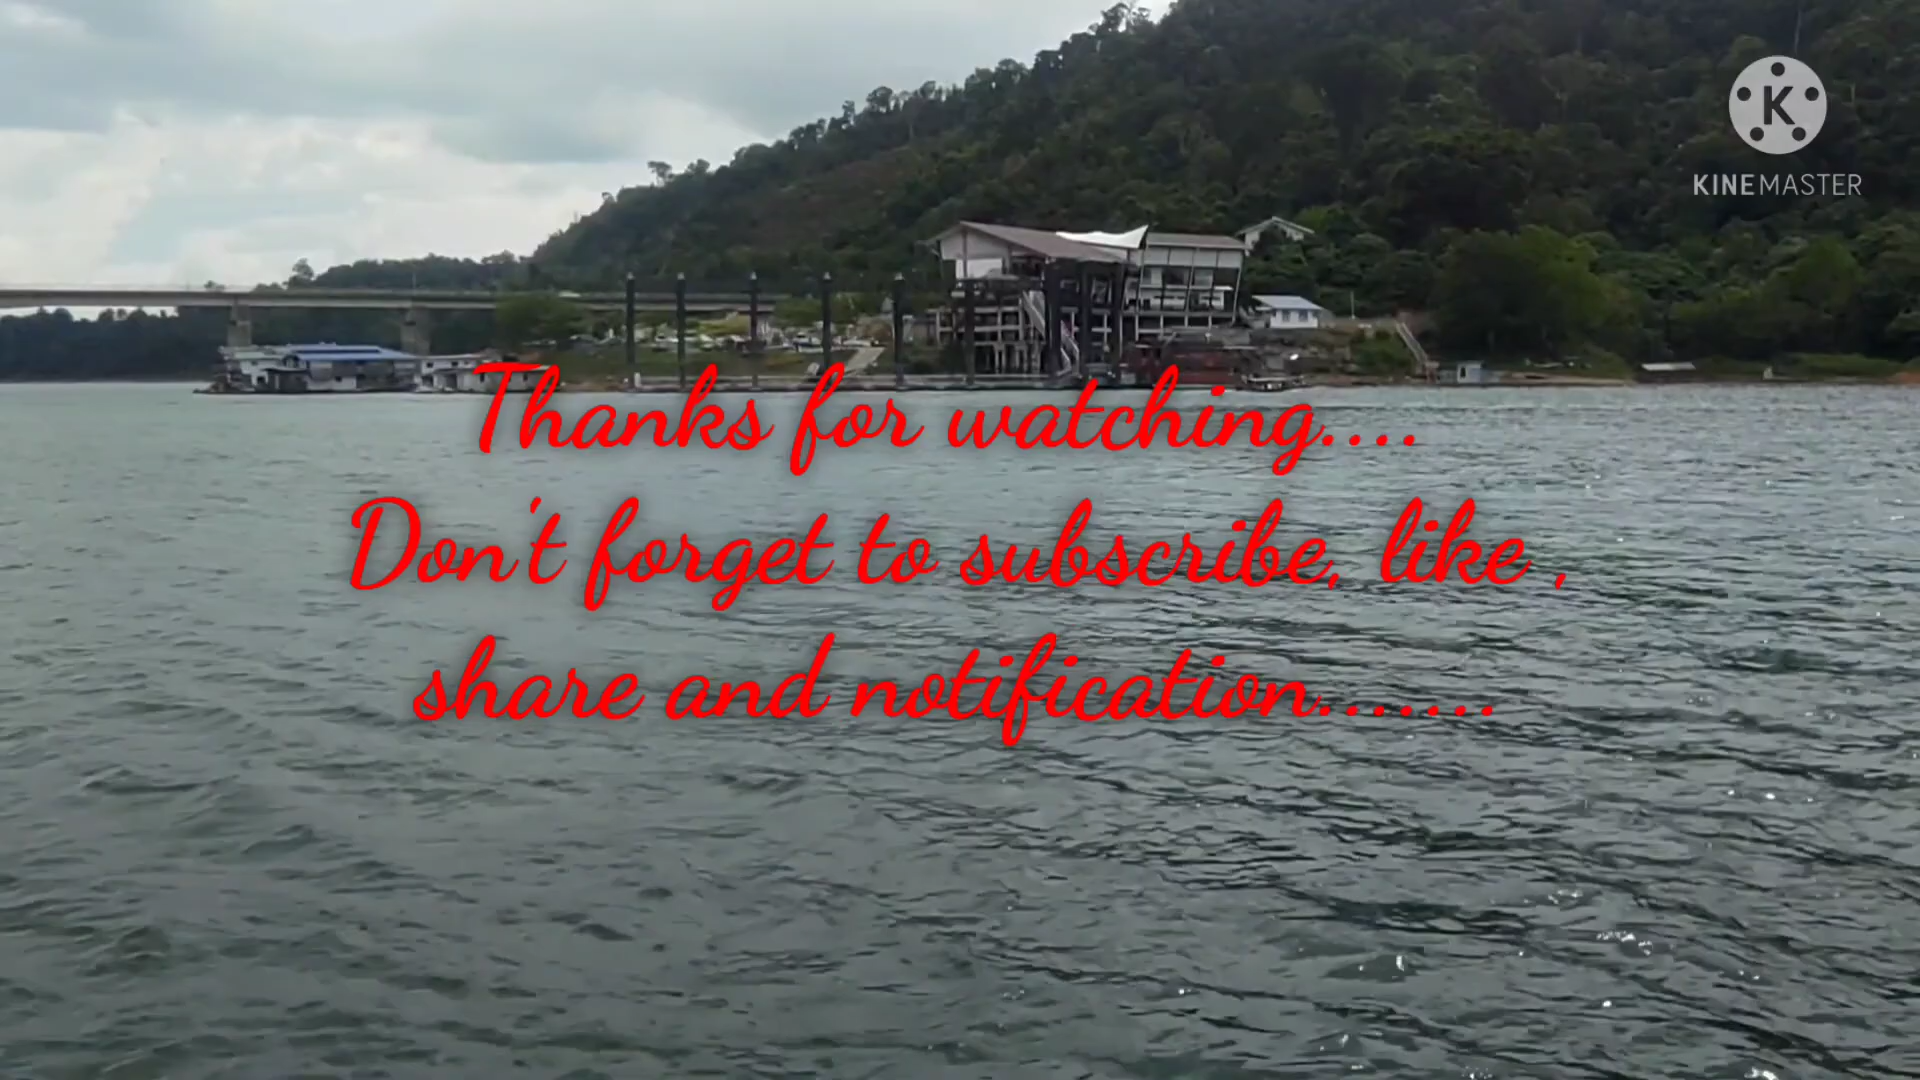 K
KINEMASTER
Thanks for watching....
Don't forget to subscribe, like ,
share and notification.......